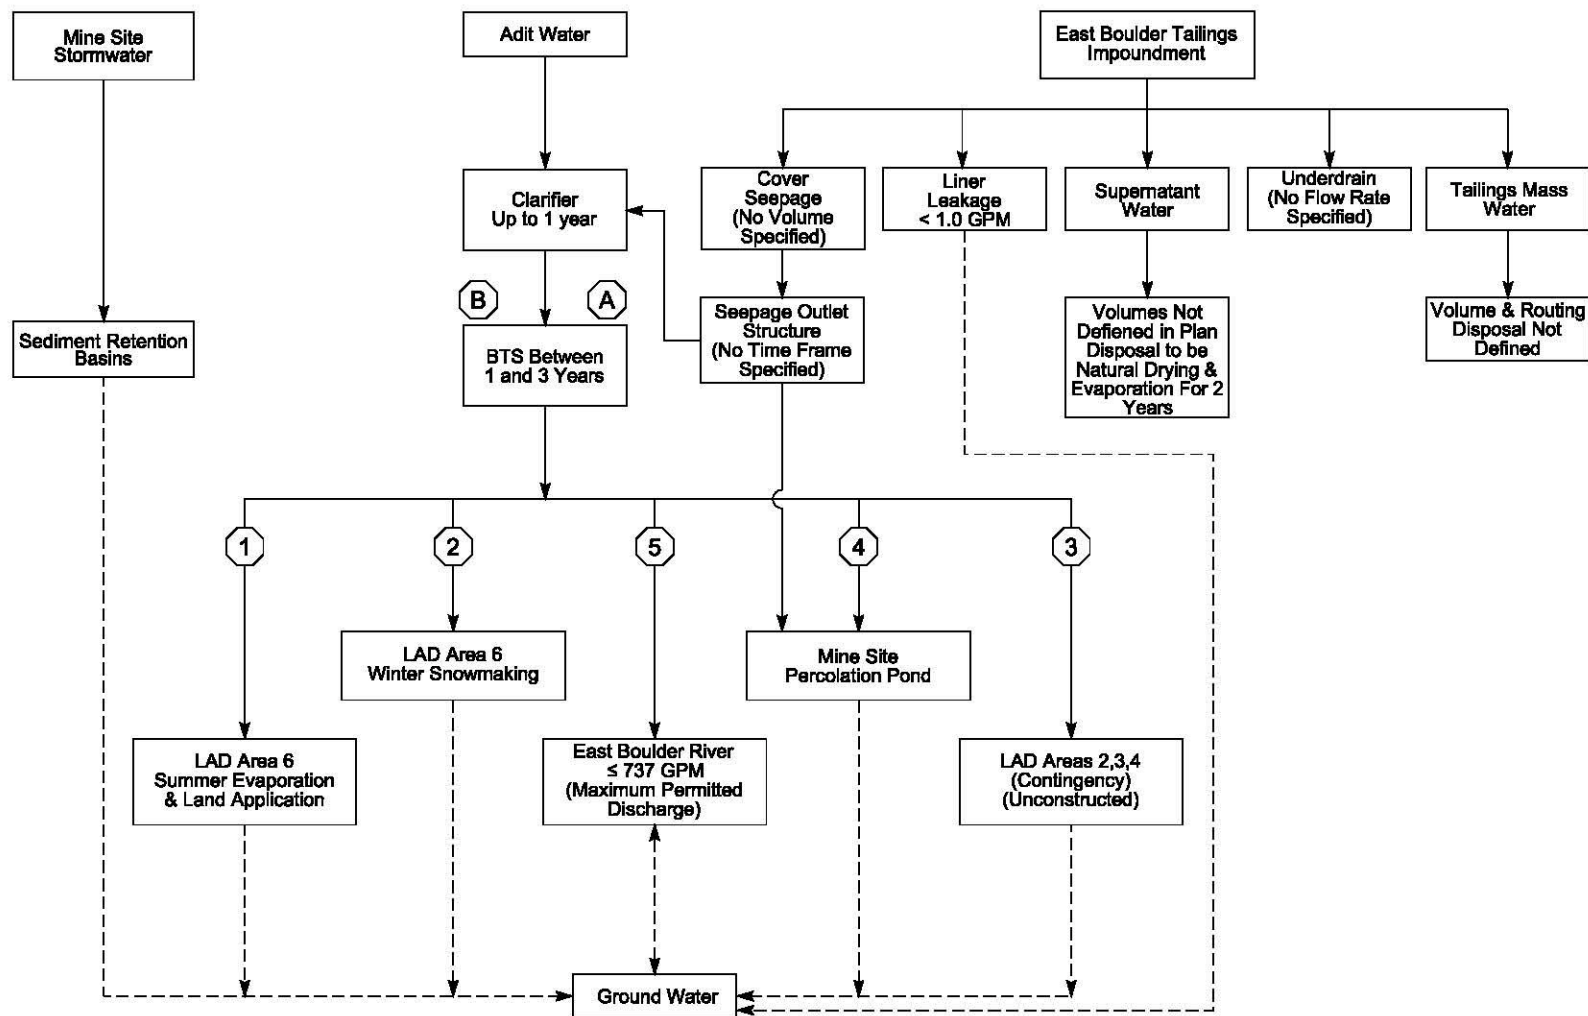 Mine Site
Stormwater
Adit Water
East Boulder Tailings
Impoundment
Clarifier
Up to 1 year
Cover
Seepage
(No Volume
Specified)
Liner
Leakage
< 1.0 GPM
Supernatant
Water
Underdrain
(No Flow Rate
Specified)
Tailings Mass
Water
B
A
Sediment Retention
Basins
BTS Between
1 and 3 Years
Seepage Outlet
Structure
(No Time Frame
Specified)
Volumes Not
Defiened in Plan
Disposal to be
Natural Drying &
Evaporation For 2
Years
Volume & Routing
Disposal Not
Defined
1
2
5
4
3
LAD Area 6
Winter Snowmaking
Mine Site
Percolation Pond
LAD Area 6
Summer Evaporation
& Land Application
East Boulder River
≤ 737 GPM
(Maximum Permitted
Discharge)
LAD Areas 2,3,4
(Contingency)
(Unconstructed)
Ground Water